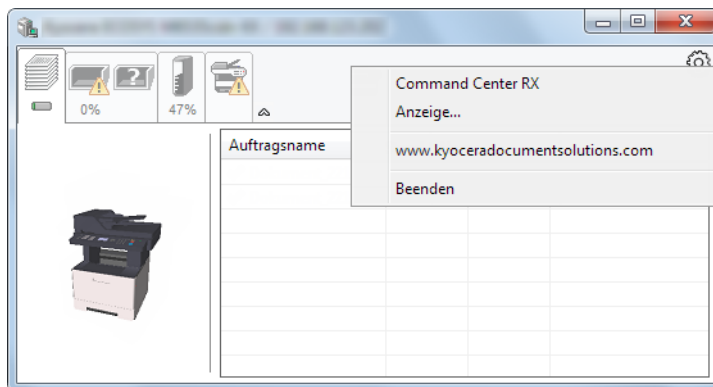 0%
47%
Command Center RX
Anzeige...
www.kyoceradocumentsolutions.com
Beenden
Auftragsname